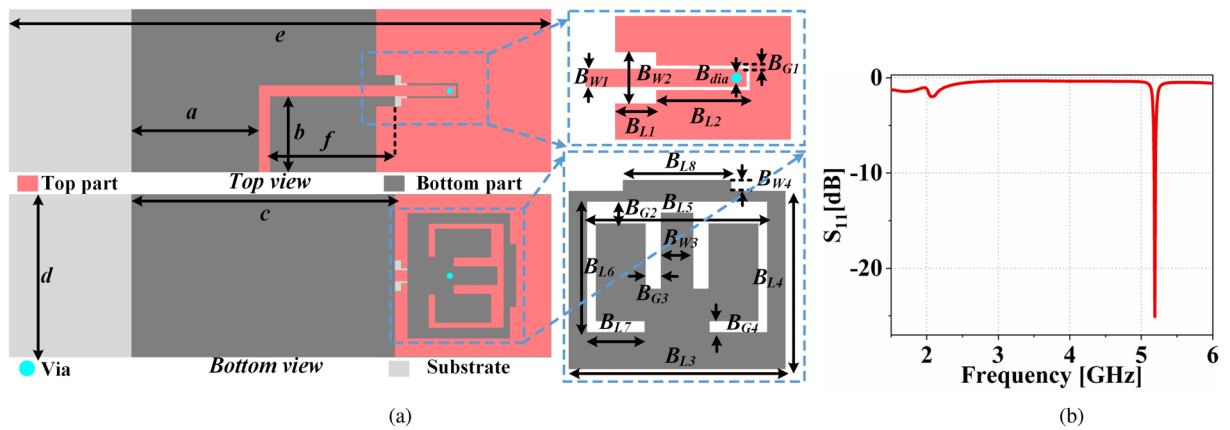 e
a
b
f
Top part
Top view
Bottom part
c
d
Bottom view
Via
Substrate
B_W1
B_W2
B_dia
B_G1
B_L1
B_L2
B_L8
B_W4
B_G2
B_L5
B_W3
B_L6
B_G3
B_L4
B_L7
B_G4
B_L3
(a)
S_11[dB]
0
-10
-20
2
3
4
5
6
Frequency [GHz]
(b)